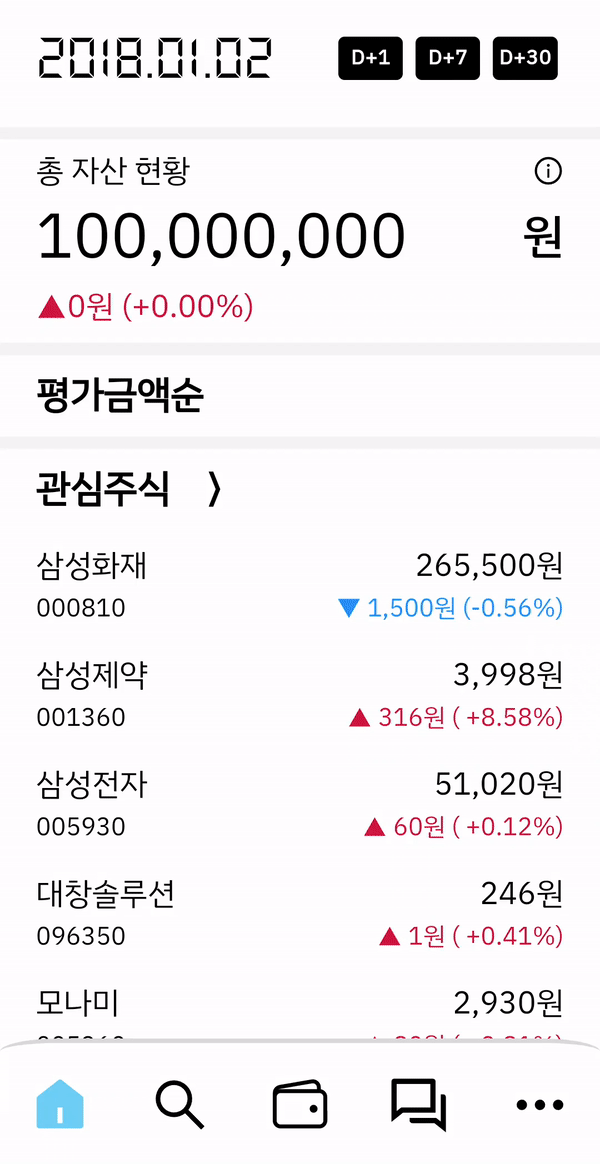 2018.01.02 D+1 D+7 D+30
총 자산 현황
100,000,000 원
▲0원 (+0.00%)
평가금액순
관심주식 〉
삼성화재 265,500원
000810 ▼ 1,500원 (-0.56%)
삼성제약 3,998원
001360 ▲ 316원 ( +8.58%)
삼성전자 51,020원
005930 ▲ 60원 ( +0.12%)
대창솔루션 246원
096350 ▲ 1원 ( +0.41%)
모나미 2,930원